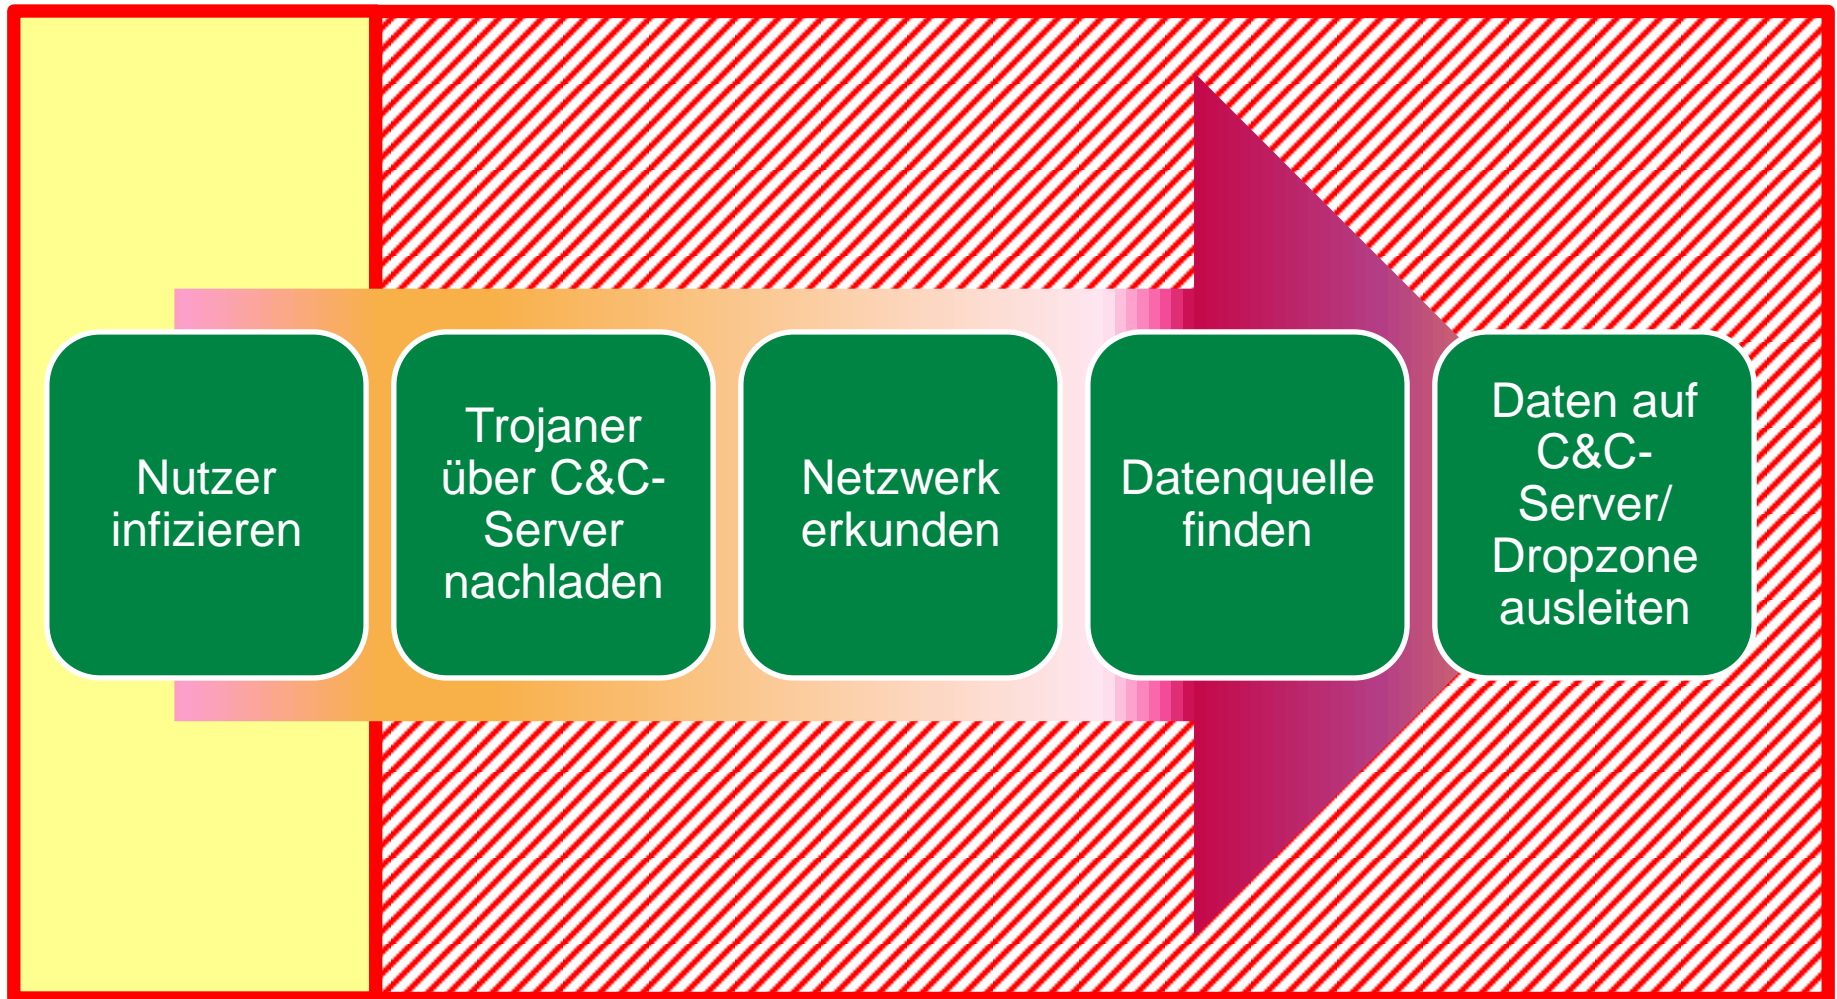 Nutzer
infizieren
Trojaner
über C&C-
Server
nachladen
Netzwerk
erkunden
Datenquelle
finden
Daten auf
C&C-
Server/
Dropzone
ausleiten